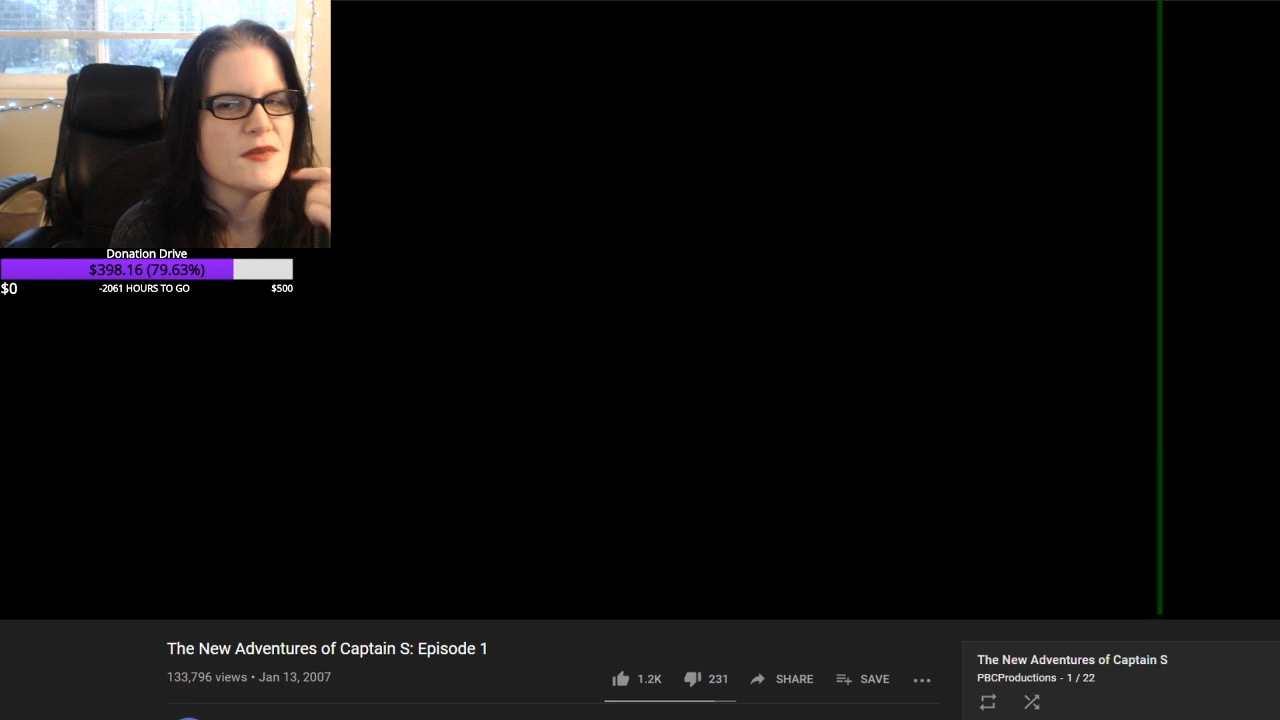 Donation Drive
$398.16 (79.63%)
$0 -2061 HOURS TO GO $500
The New Adventures of Captain S: Episode 1
133,796 views • Jan 13, 2007
1.2K 231 SHARE SAVE
The New Adventures of Captain S
PBCProductions - 1 / 22